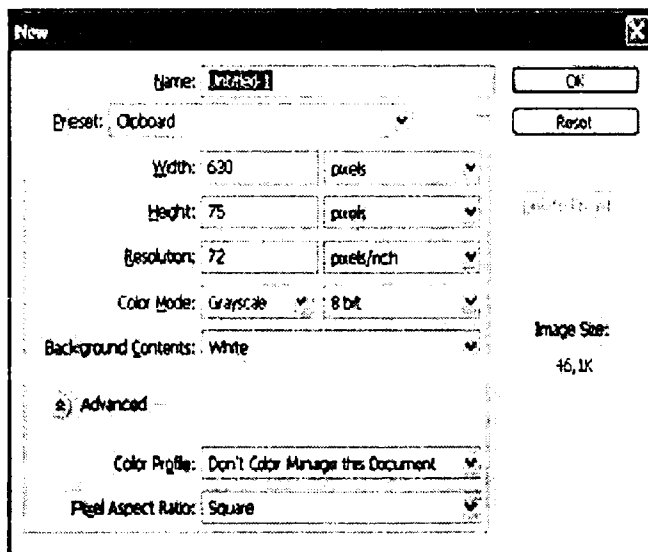 New
Name: Untitled-1
OK
Preset: Clipboard
Reset
Width: 630 pixels
Height: 75 pixels
Resolution: 72 pixels/inch
Color Mode: Grayscale 8 bit
Image Size:
Background Contents: White
46,1K
Advanced
Color Profile: Don't Color Manage this Document
Pixel Aspect Ratio: Square